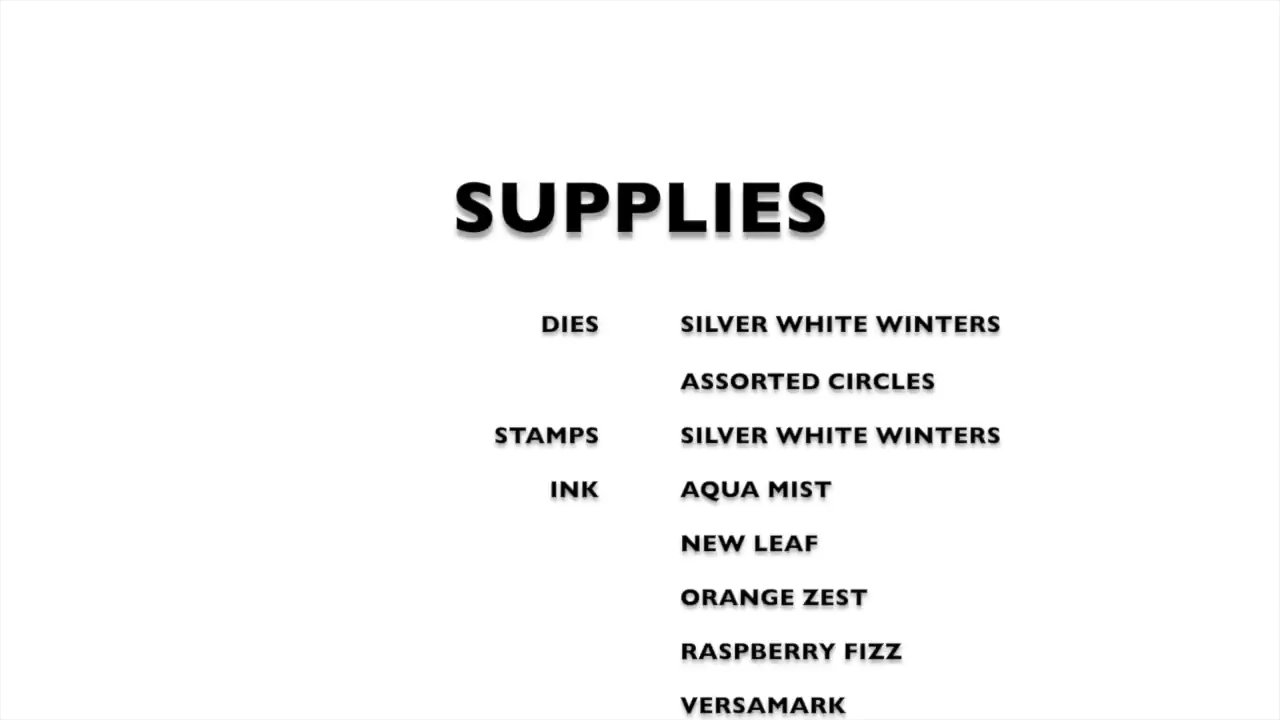 SUPPLIES
DIES SILVER WHITE WINTERS
ASSORTED CIRCLES
STAMPS SILVER WHITE WINTERS
INK AQUA MIST
NEW LEAF
ORANGE ZEST
RASPBERRY FIZZ
VERSAMARK